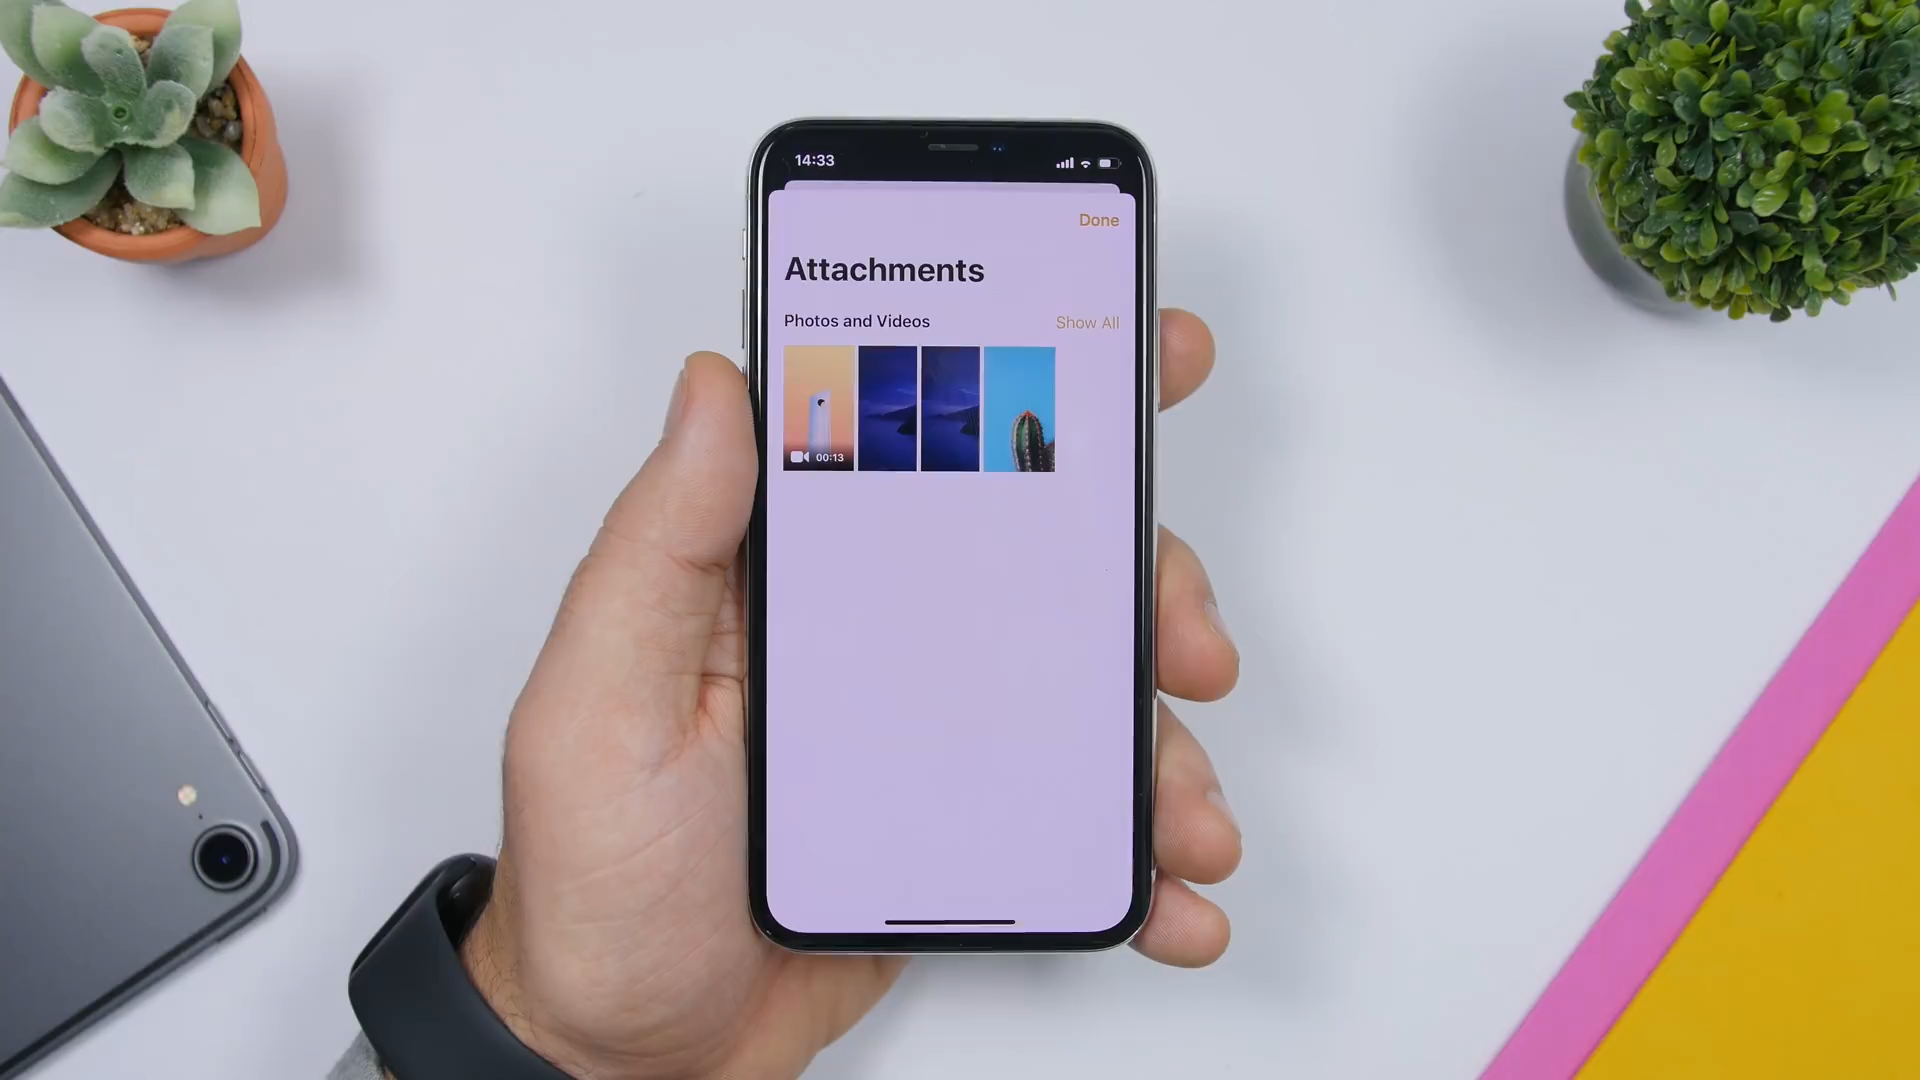 14:33
Done
Attachments
Photos and Videos
Show All
00:13